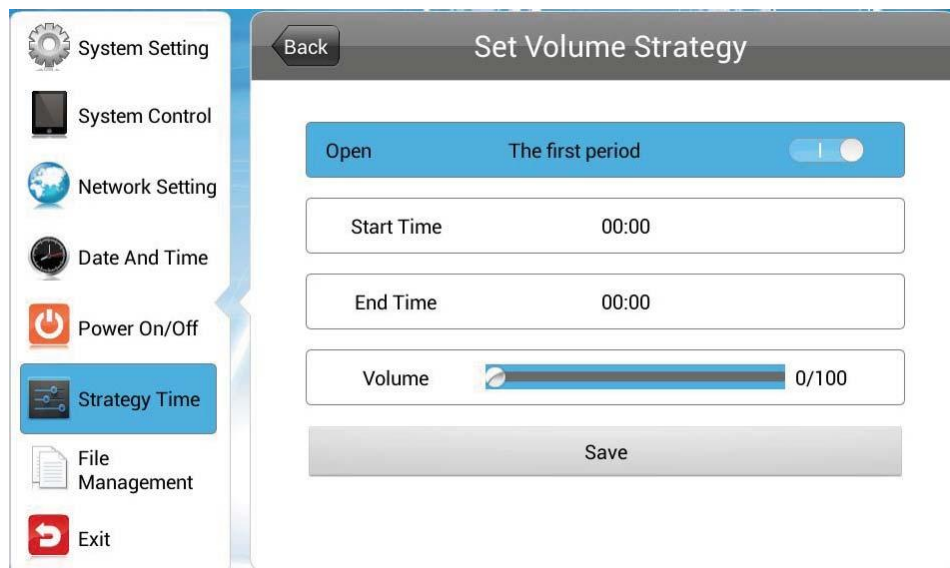 System Setting
System Control
Network Setting
Date And Time
Power On/Off
Strategy Time
File
Management
Exit
Back
Set Volume Strategy
Open The first period
Start Time 00:00
End Time 00:00
Volume 0/100
Save